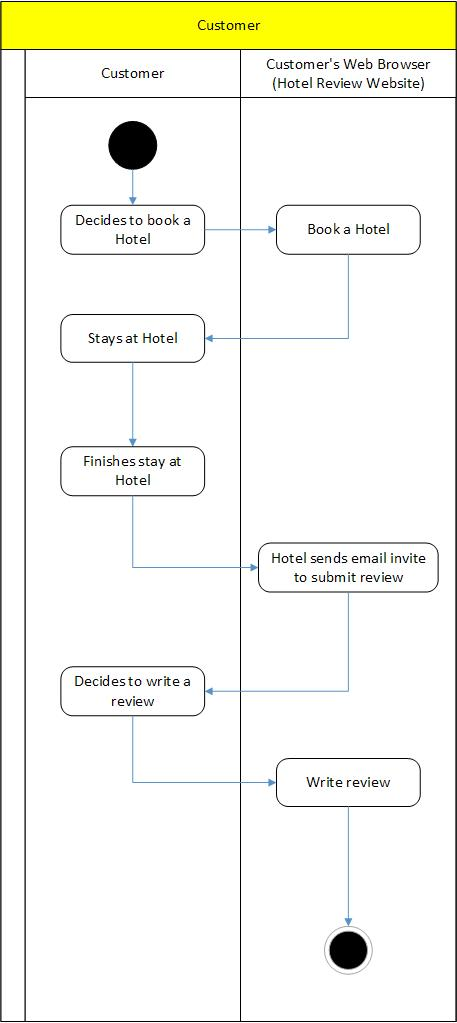 Customer
Customer
Customer's Web Browser
(Hotel Review Website)
Decides to book a
Hotel
Book a Hotel
Stays at Hotel
Finishes stay at
Hotel
Hotel sends email invite
to submit review
Decides to write a
review
Write review